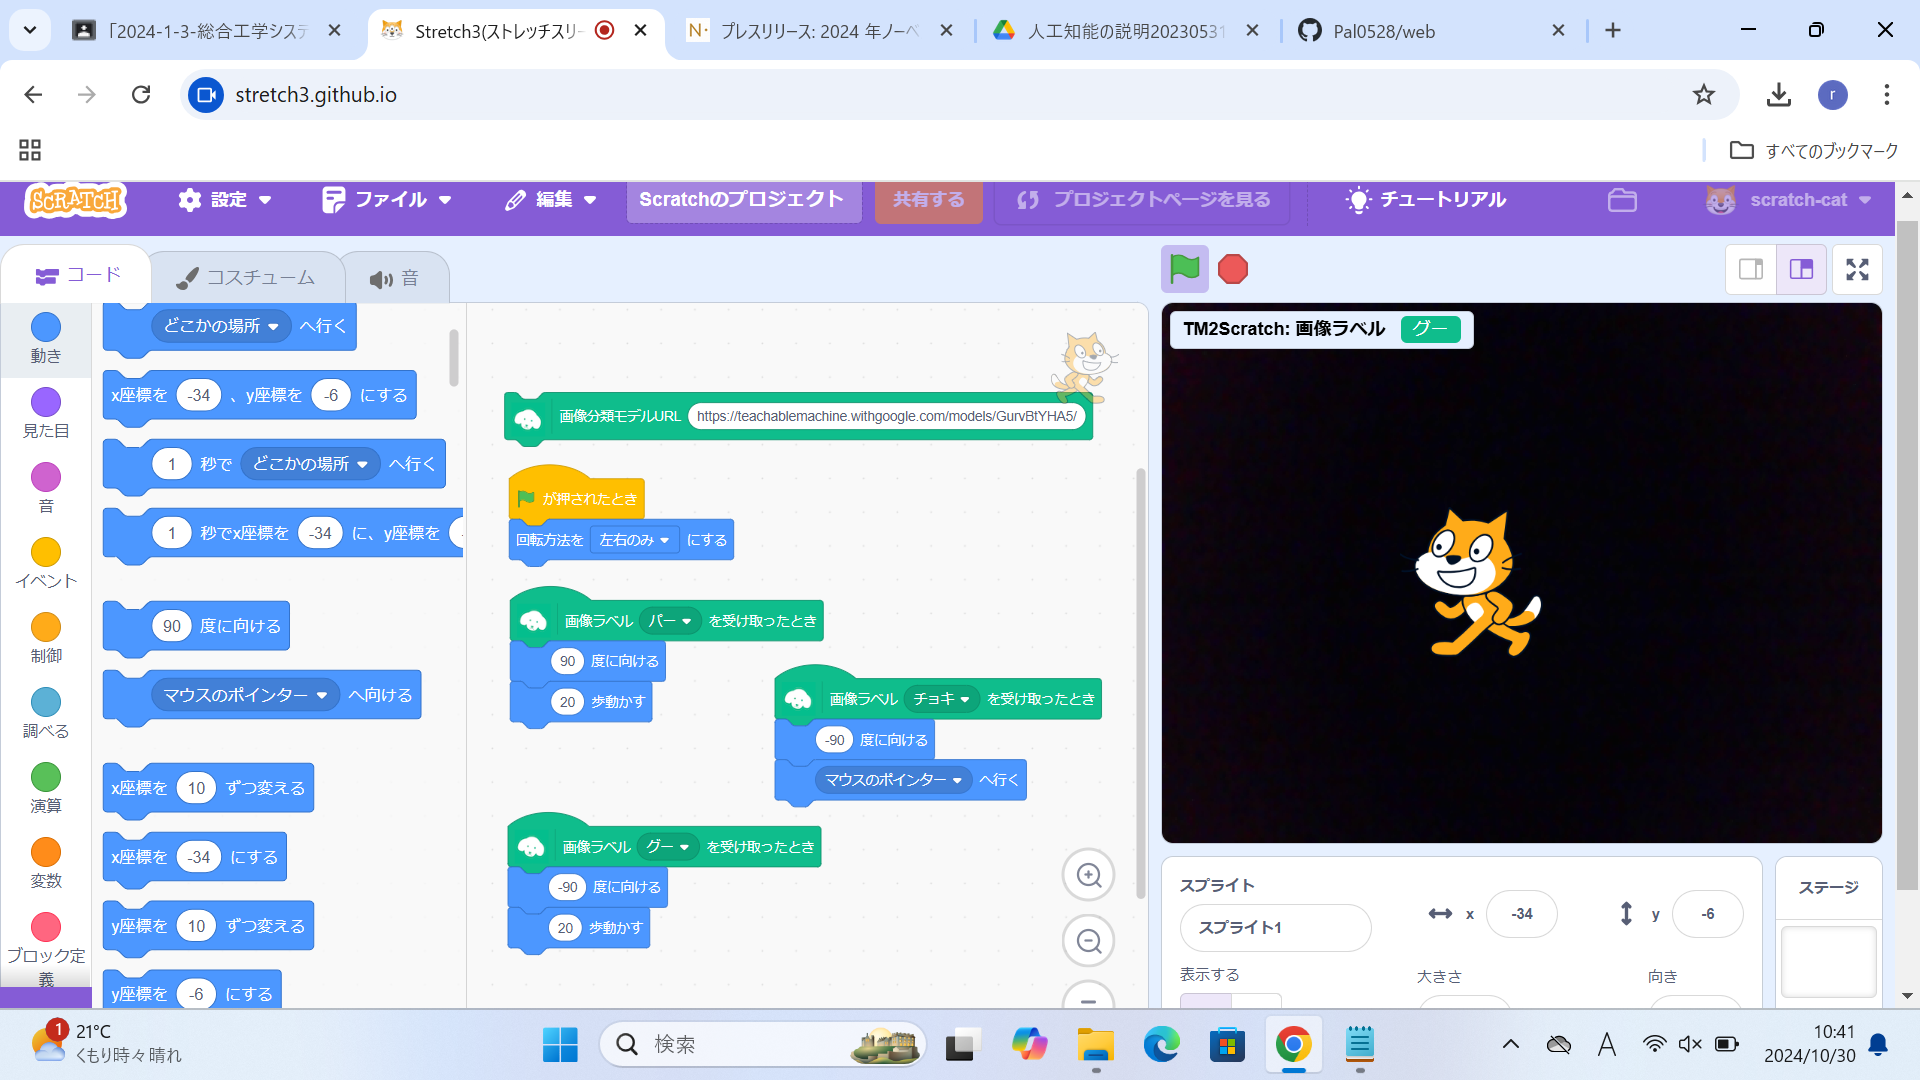 「2024-1-3-総合工学システ
Stretch3(ストレッチスリー
プレスリリース: 2024 年ノーベ
人工知能の説明20230531
Pal0528/web
stretch3.github.io
r
すべてのブックマーク
SCRATCH
設定
ファイル
編集
Scratchのプロジェクト
共有する
プロジェクトページを見る
チュートリアル
scratch-cat
コード
コスチューム
音
動き
見た目
音
イベント
制御
調べる
演算
変数
ブロック定義
どこかの場所 へ行く
x座標を -34 、y座標を -6 にする
1 秒で どこかの場所 へ行く
1 秒でx座標を -34 に、y座標を
90 度に向ける
マウスのポインター へ向ける
x座標を 10 ずつ変える
x座標を -34 にする
y座標を 10 ずつ変える
y座標を -6 にする
画像分類モデルURL https://teachablemachine.withgoogle.com/models/GurvBtYHA5/
が押されたとき
回転方法を 左右のみ にする
画像ラベル パー を受け取ったとき
90 度に向ける
20 歩動かす
画像ラベル チョキ を受け取ったとき
-90 度に向ける
マウスのポインター へ行く
画像ラベル グー を受け取ったとき
-90 度に向ける
20 歩動かす
TM2Scratch: 画像ラベル グー
スプライト
スプライト1
x -34
y -6
表示する
大きさ
向き
ステージ
1
21°C
くもり時々晴れ
検索
A
10:41
2024/10/30